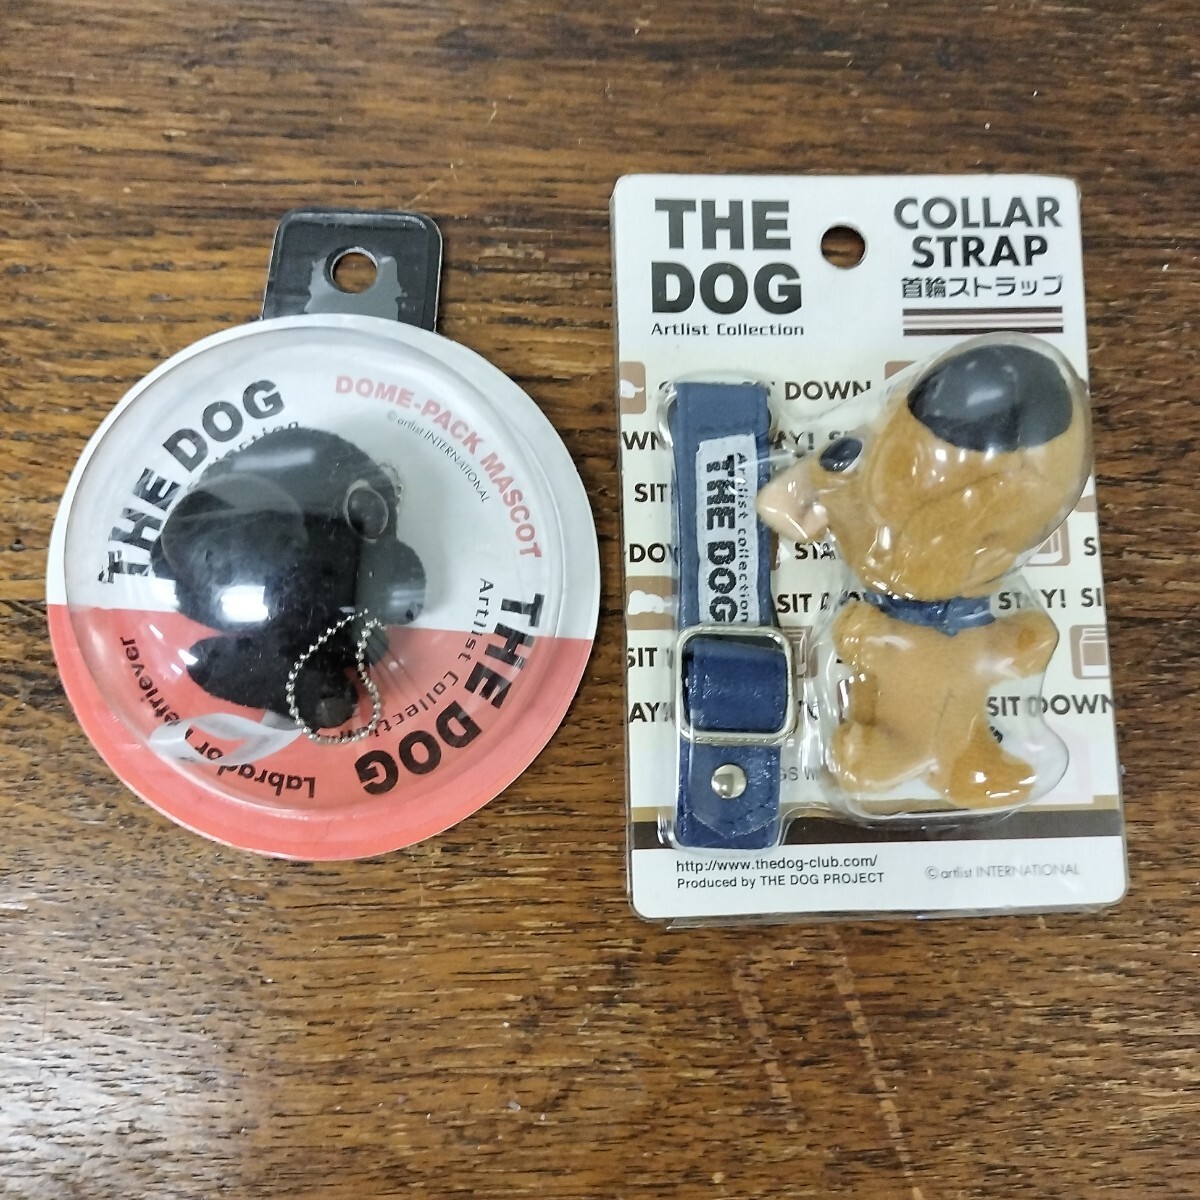 THE DOG
DOME-PACK MASCOT
©artlist INTERNATIONAL
THE DOG
Artlist Collection
Labrador Retriever
THE
DOG
Artlist Collection
COLLAR
STRAP
首輪ストラップ
DOWN
SIT
Artlist collection
THE DOG
SIT
STAY! SI
SIT DOWN
http://www.thedog-club.com/
Produced by THE DOG PROJECT
©artlist INTERNATIONAL